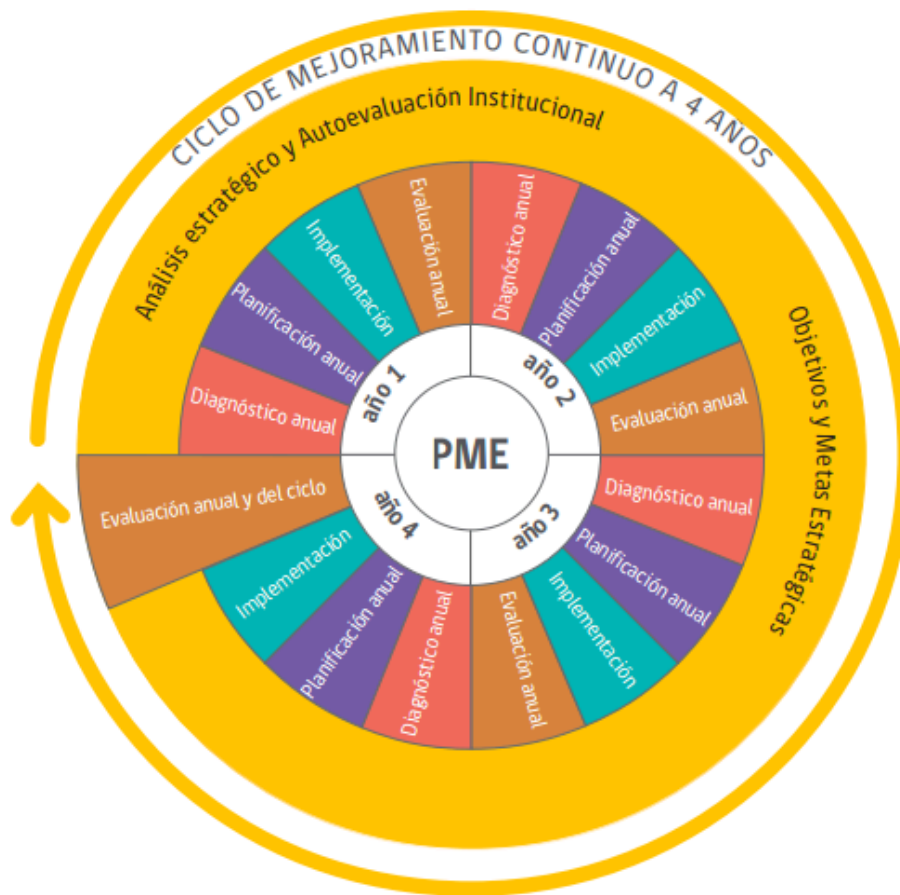 CICLO DE MEJORAMIENTO CONTINUO A 4 AÑOS
Análisis estratégico y Autoevaluación Institucional
Objetivos y Metas Estratégicas
PME
año 1
Diagnóstico anual
Planificación anual
Implementación
Evaluación anual
año 2
Diagnóstico anual
Planificación anual
Implementación
Evaluación anual
año 3
Diagnóstico anual
Planificación anual
Implementación
Evaluación anual
año 4
Diagnóstico anual
Planificación anual
Implementación
Evaluación anual y del ciclo